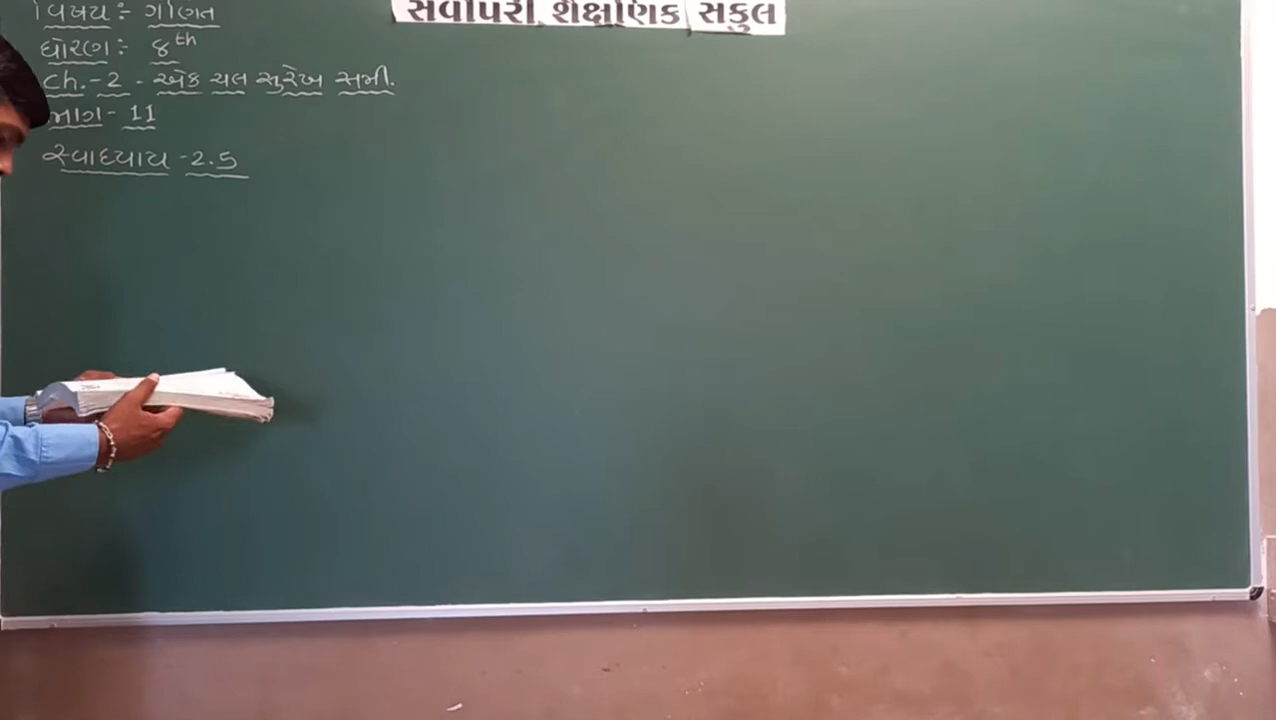 વિષય : ગણિત
સર્વોપરી શૈક્ષણિક સંકુલ
ધોરણ : 8th
ch. - 2 - એક ચલ સુરેખ સમી.
ભાગ - 11
સ્વાધ્યાય - 2.5